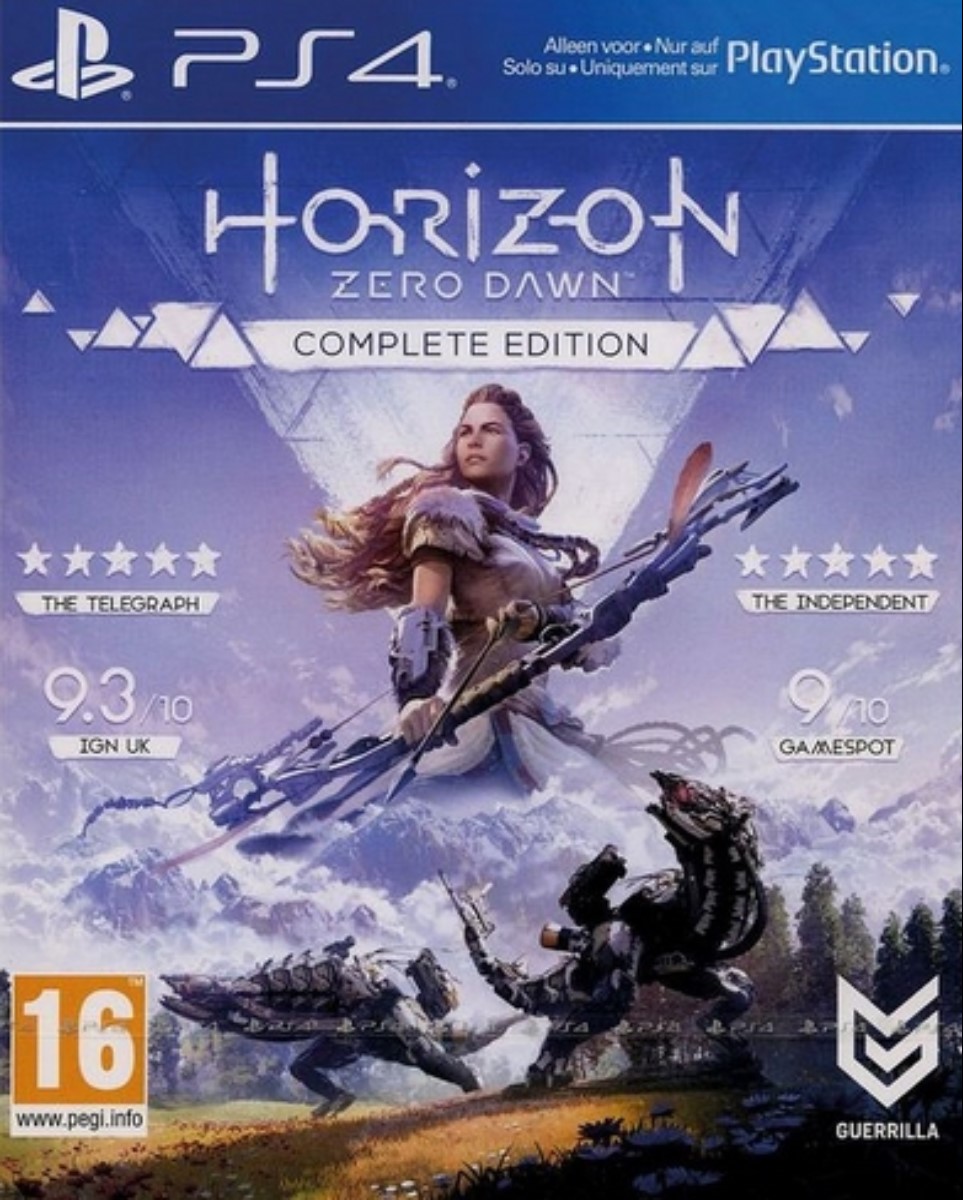 PS4®
Alleen voor • Nur auf
Solo su • Uniquement sur
PlayStation®
HORIZON
ZERO DAWN™
COMPLETE EDITION
THE TELEGRAPH
THE INDEPENDENT
9.3/10
IGN UK
9/10
GAMESPOT
16
www.pegi.info
GUERRILLA